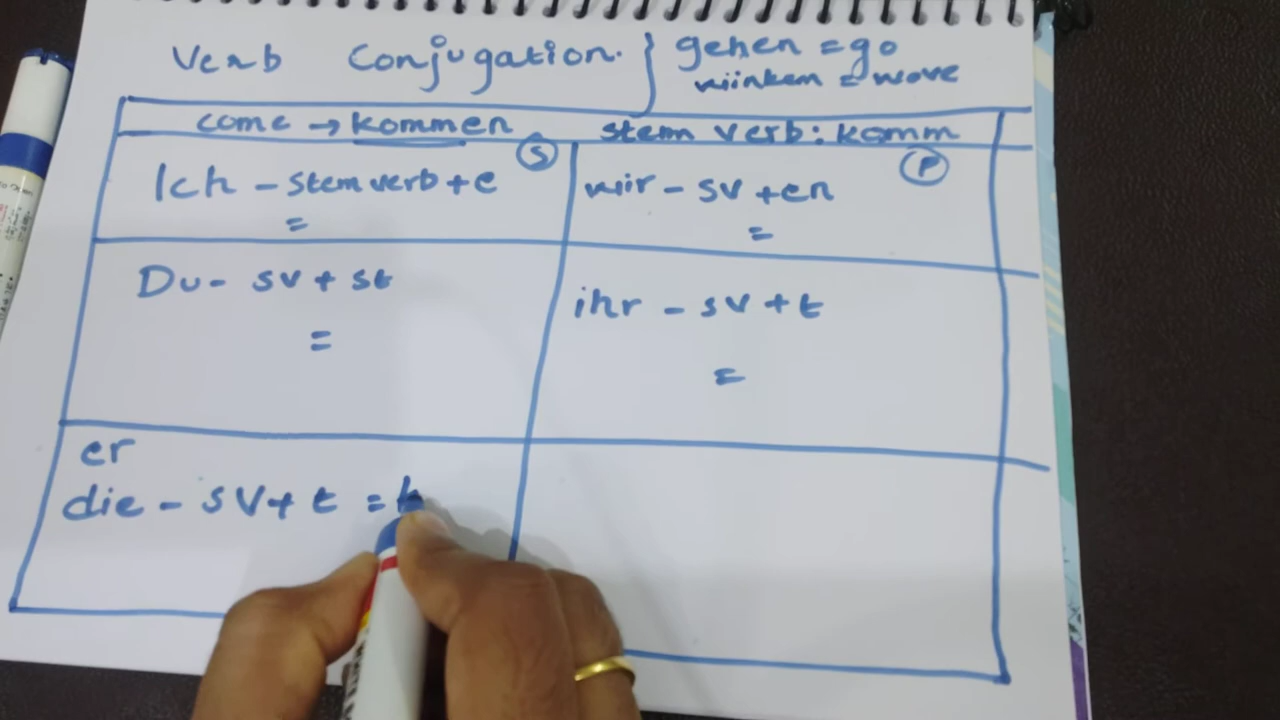 Verb Conjugation. } gehen = go
winken = wave
come → kommen
stem verb: komm
Ich - stem verb + e
=
(S)
wir - sv + en
=
(P)
Du - sv + st
=
ihr - sv + t
=
er
die - sv + t = k